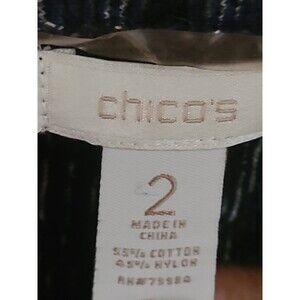 chico's
2
MADE IN
CHINA
55% COTTON
45% NYLON